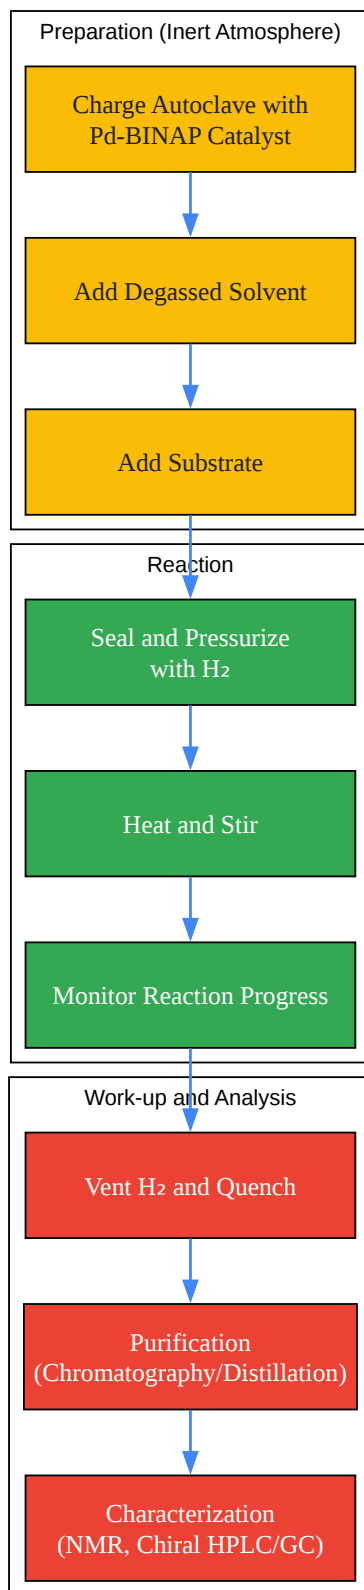 Preparation (Inert Atmosphere)
Charge Autoclave with
Pd-BINAP Catalyst
Add Degassed Solvent
Add Substrate
Reaction
Seal and Pressurize
with H₂
Heat and Stir
Monitor Reaction Progress
Work-up and Analysis
Vent H₂ and Quench
Purification
(Chromatography/Distillation)
Characterization
(NMR, Chiral HPLC/GC)